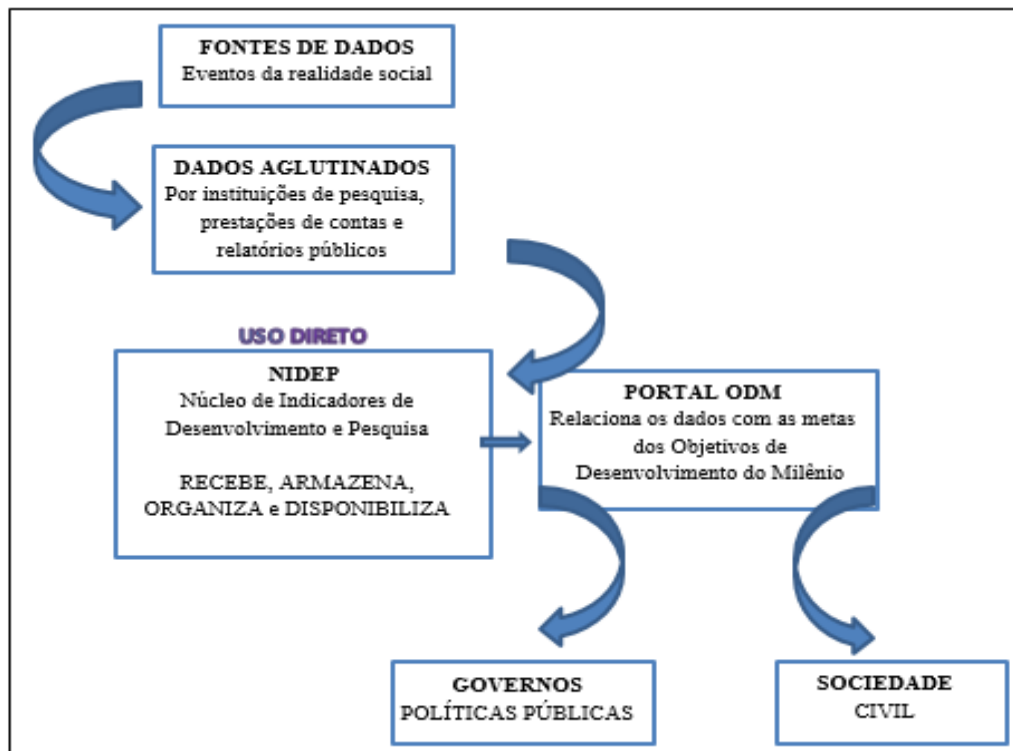 FONTES DE DADOS
Eventos da realidade social
DADOS AGLUTINADOS
Por instituições de pesquisa,
prestações de contas e
relatórios públicos
USO DIRETO
NIDEP
Núcleo de Indicadores de
Desenvolvimento e Pesquisa
RECEBE, ARMAZENA,
ORGANIZA e DISPONIBILIZA
PORTAL ODM
Relaciona os dados com as metas
dos Objetivos de
Desenvolvimento do Milênio
GOVERNOS
POLÍTICAS PÚBLICAS
SOCIEDADE
CIVIL